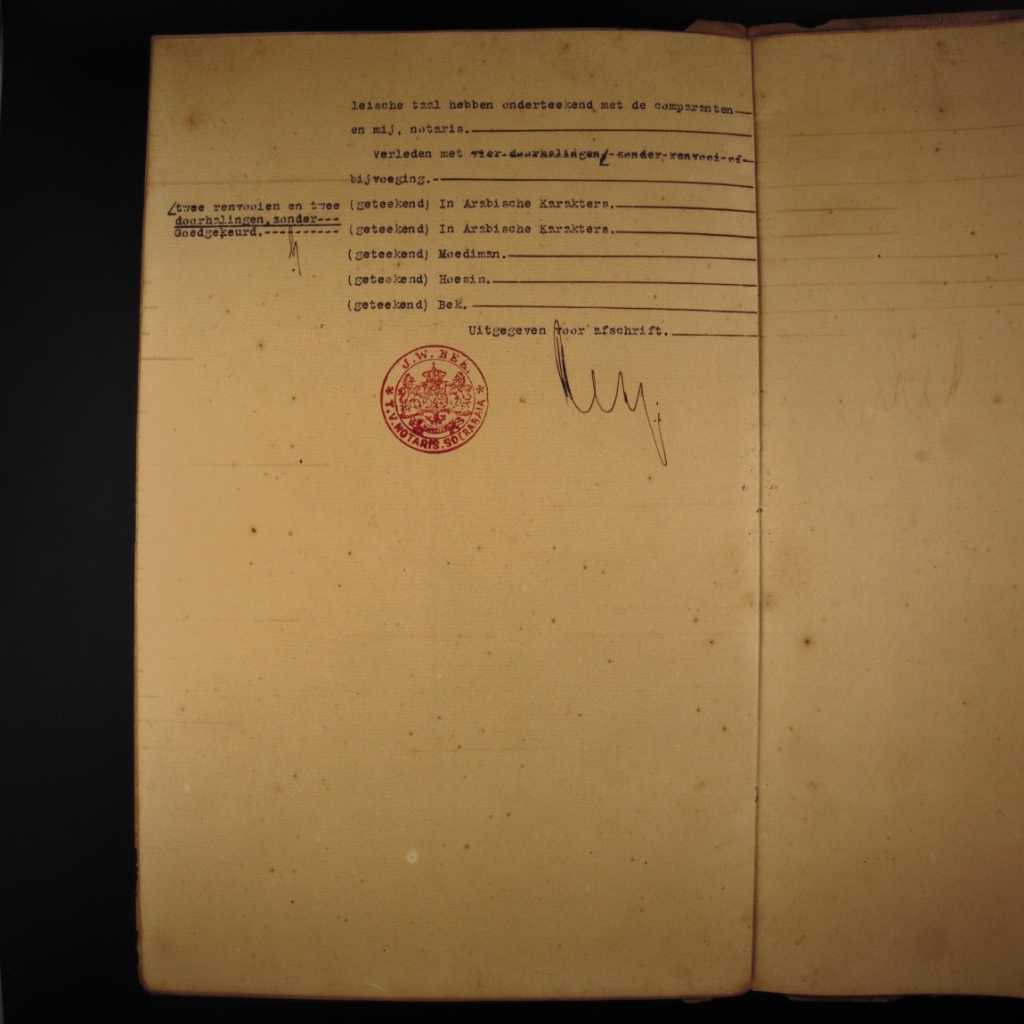 leische taal hebben onderteekend met de comparanten
en mij, notaris.
Verleden met vier doorhalingen, zonder renvooi of
bijvoeging.-
/twee renvooien en twee
doorhalingen, zonder---
Goedgekeurd.----------
(geteekend) In Arabische Karakters.
(geteekend) In Arabische Karakters.
(geteekend) Moediman.
(geteekend) Hoesin.
(geteekend) Bek.
Uitgegeven voor afschrift.
J.W. BEK.
* T.V. NOTARIS. SOERABAIA *